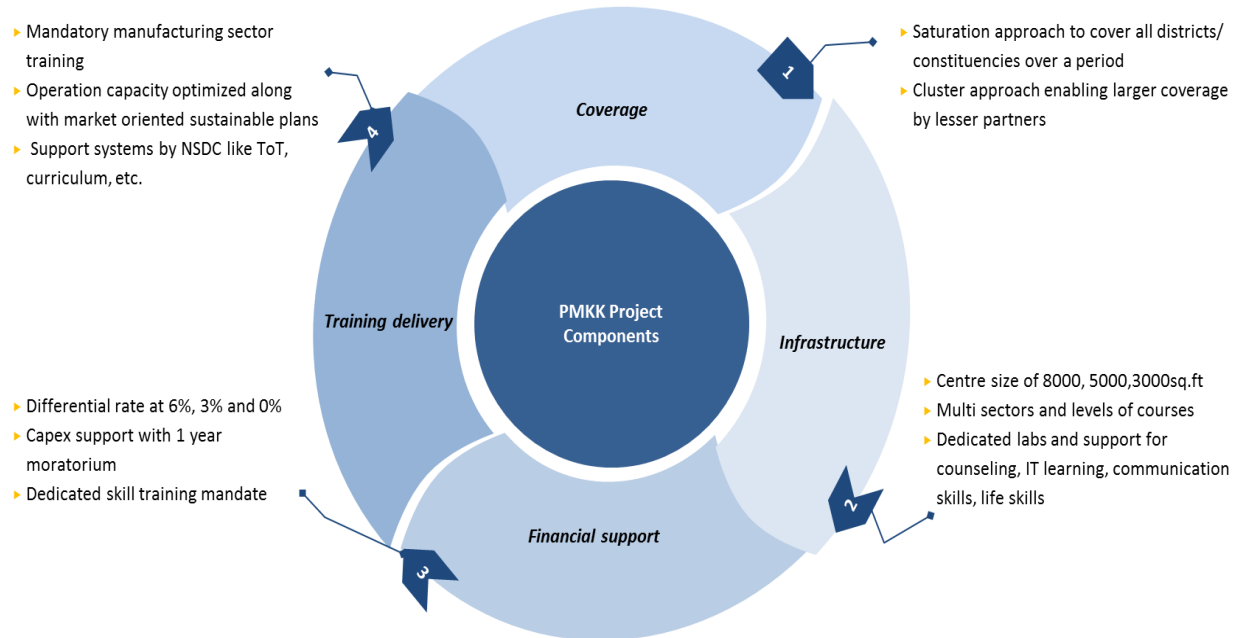 Coverage
1
▸ Saturation approach to cover all districts/
constituencies over a period
▸ Cluster approach enabling larger coverage
by lesser partners
Infrastructure
2
▸ Centre size of 8000, 5000,3000sq.ft
▸ Multi sectors and levels of courses
▸ Dedicated labs and support for
counseling, IT learning, communication
skills, life skills
Financial support
3
▸ Differential rate at 6%, 3% and 0%
▸ Capex support with 1 year
moratorium
▸ Dedicated skill training mandate
Training delivery
4
▸ Mandatory manufacturing sector
training
▸ Operation capacity optimized along
with market oriented sustainable plans
▸ Support systems by NSDC like ToT,
curriculum, etc.
PMKK Project
Components